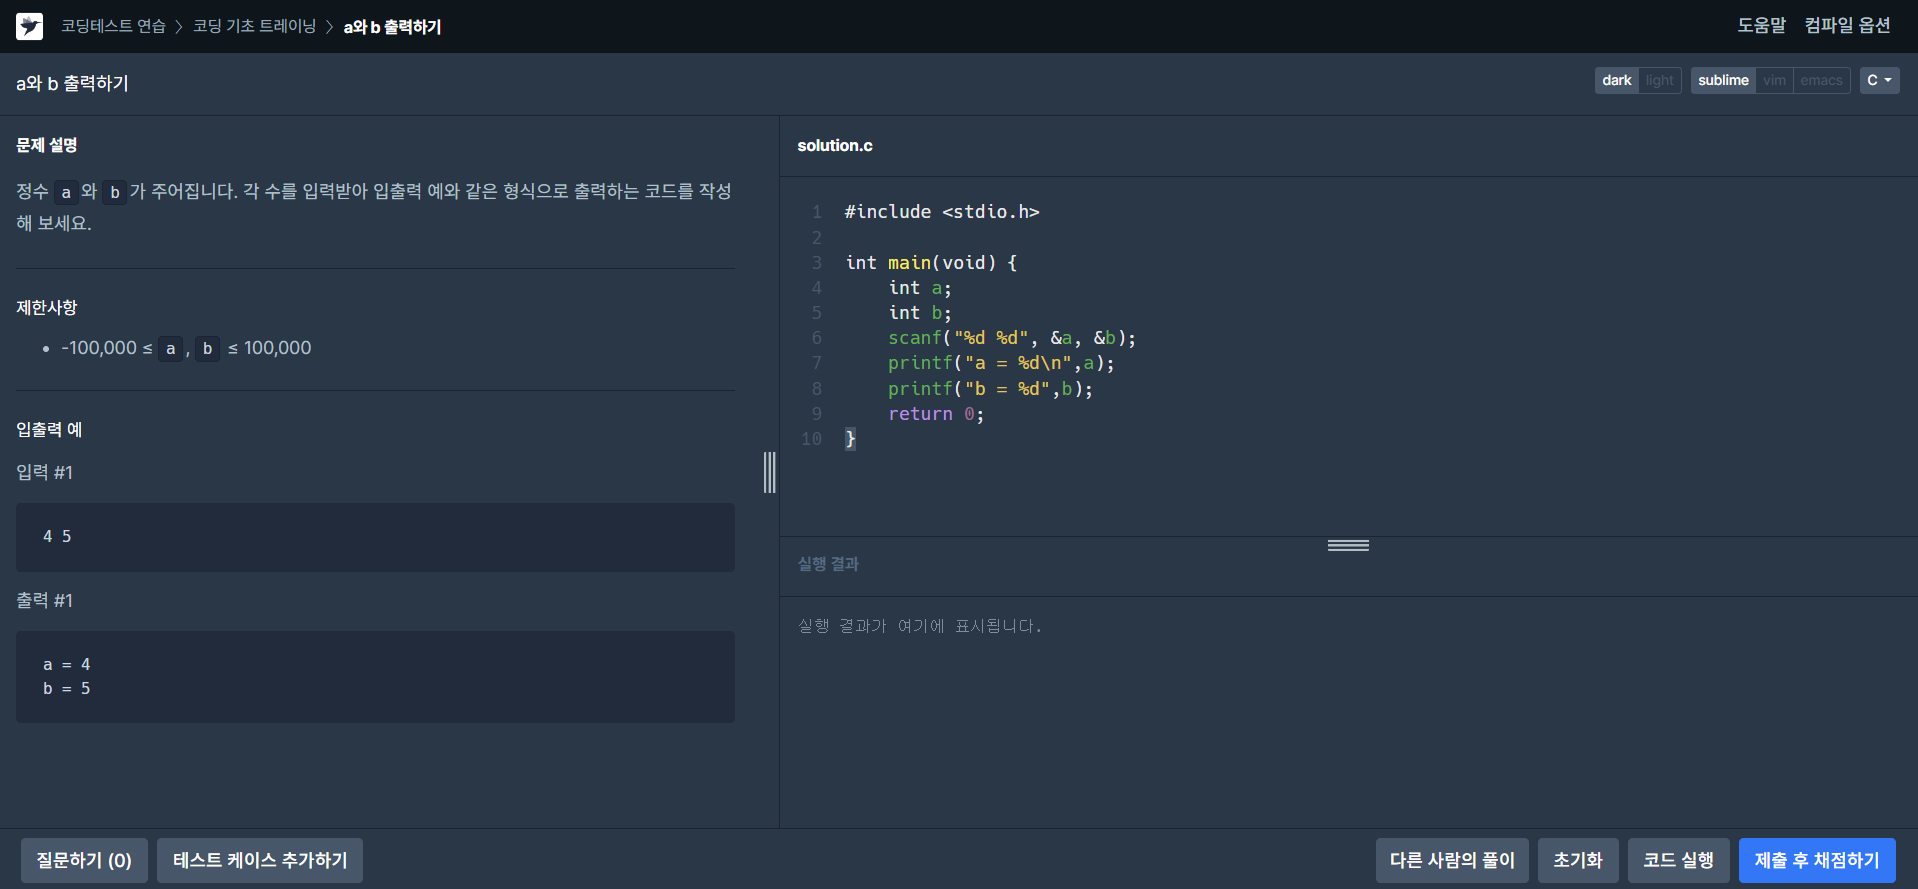 코딩테스트 연습 > 코딩 기초 트레이닝 > a와 b 출력하기
도움말 컴파일 옵션
a와 b 출력하기
dark light sublime vim emacs C
문제 설명
정수 a와 b가 주어집니다. 각 수를 입력받아 입출력 예와 같은 형식으로 출력하는 코드를 작성
해 보세요.
제한사항
• -100,000 ≤ a, b ≤ 100,000
입출력 예
입력 #1
4 5
출력 #1
a = 4
b = 5
solution.c
1 #include <stdio.h>
2
3 int main(void) {
4     int a;
5     int b;
6     scanf("%d %d", &a, &b);
7     printf("a = %d\n",a);
8     printf("b = %d",b);
9     return 0;
10 }
실행 결과
실행 결과가 여기에 표시됩니다.
질문하기 (0) 테스트 케이스 추가하기
다른 사람의 풀이 초기화 코드 실행 제출 후 채점하기